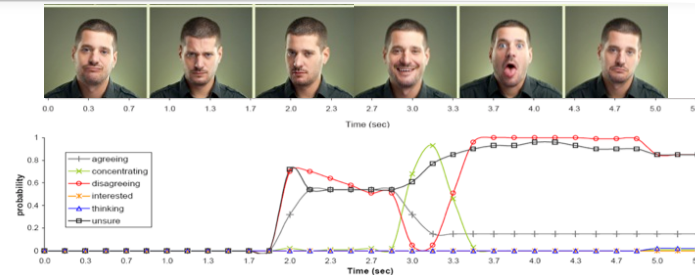 0.0 0.3 0.7 1.0 1.3 1.7 2.0 2.3 2.7 3.0 3.3 3.7 4.0 4.3 4.7 5.0
Time (sec)
1
0.8
0.6
0.4
0.2
0
probability
agreeing
concentrating
disagreeing
interested
thinking
unsure
0.0 0.3 0.7 1.0 1.3 1.7 2.0 2.3 2.7 3.0 3.3 3.7 4.0 4.3 4.7 5.0
Time (sec)